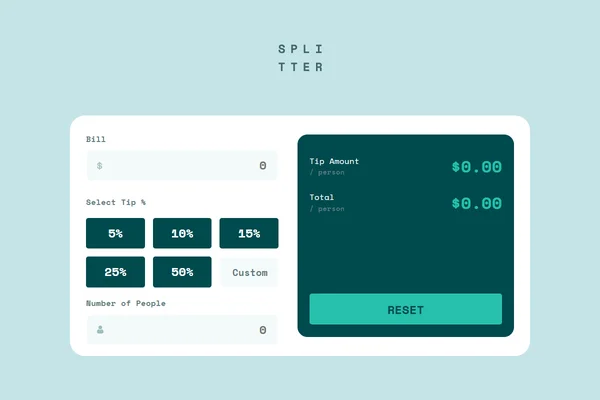 SPLI
TTER
Bill
$ 0
Select Tip %
5% 10% 15%
25% 50% Custom
Number of People
0
Tip Amount
/ person
$0.00
Total
/ person
$0.00
RESET